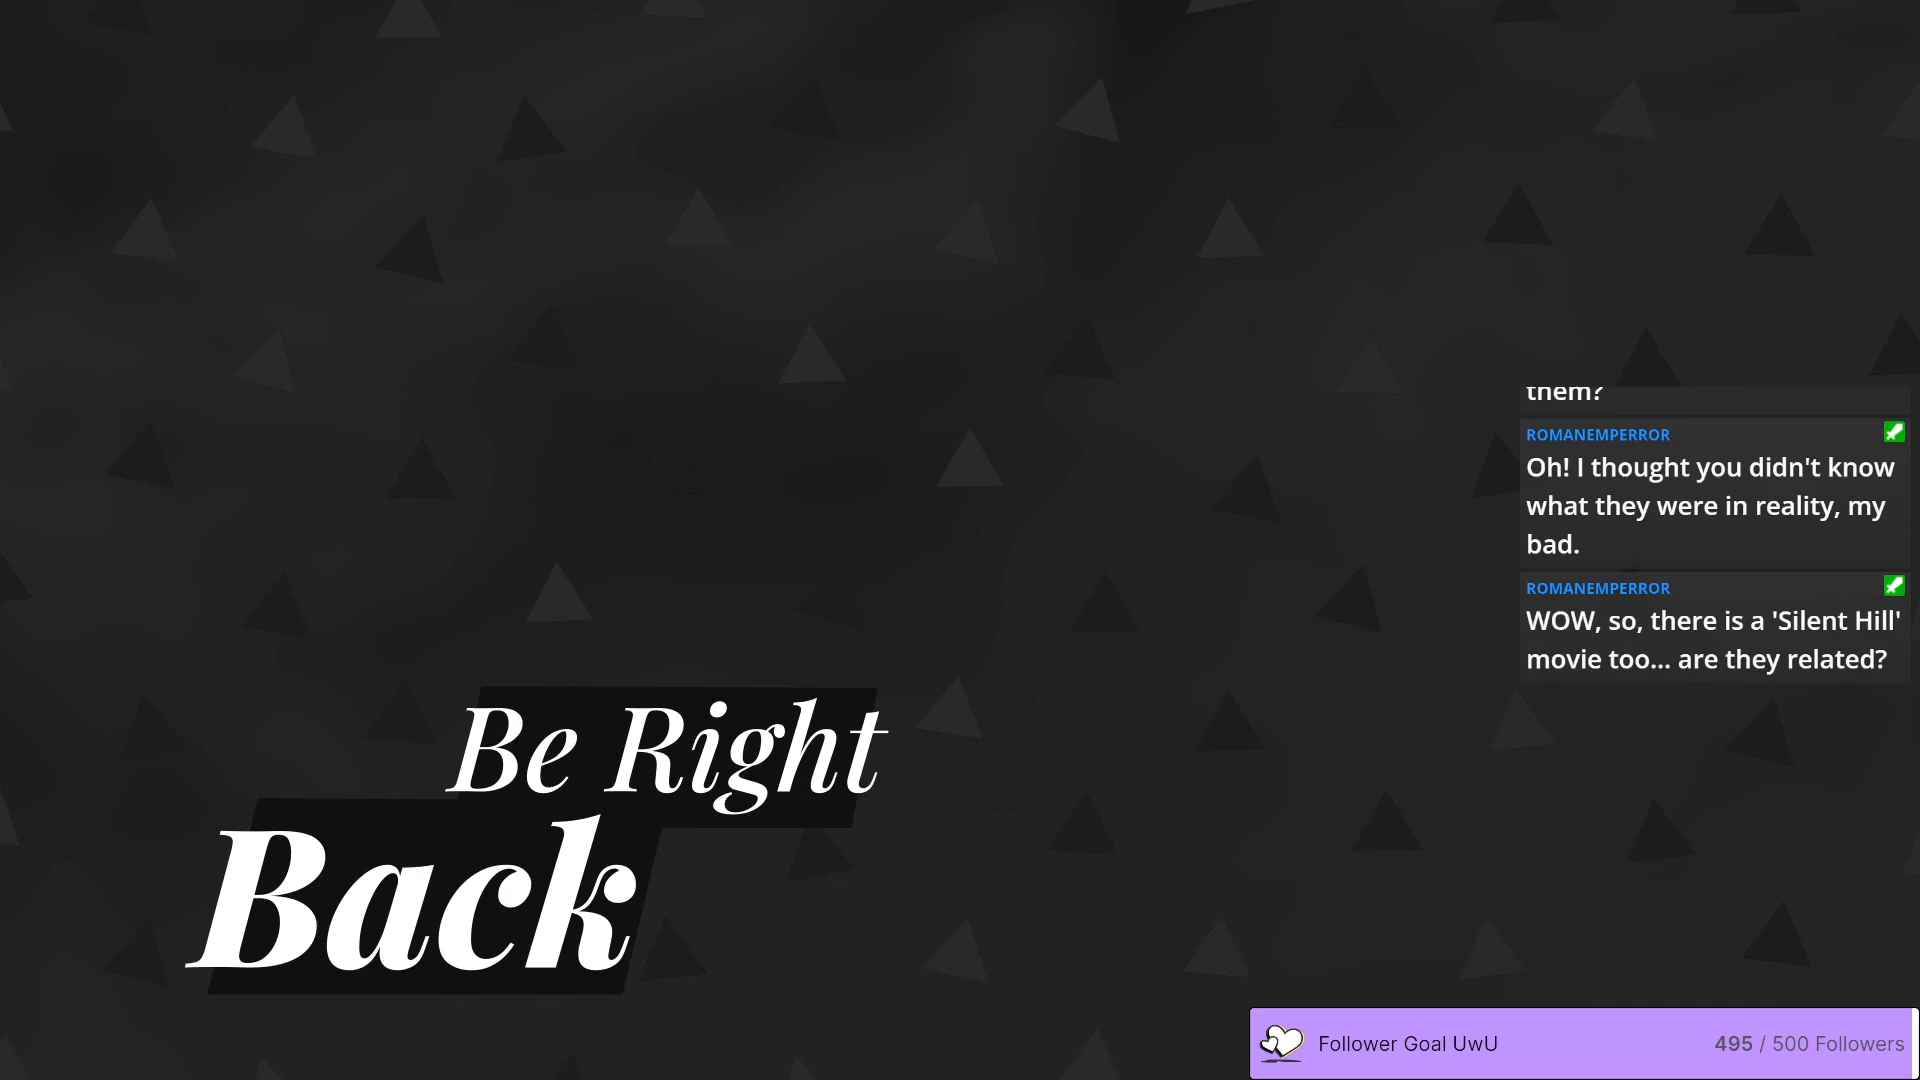 them?
ROMANEMPERROR
Oh! I thought you didn't know
what they were in reality, my
bad.
ROMANEMPERROR
WOW, so, there is a 'Silent Hill'
movie too... are they related?
Be Right
Back
Follower Goal UwU
495 / 500 Followers